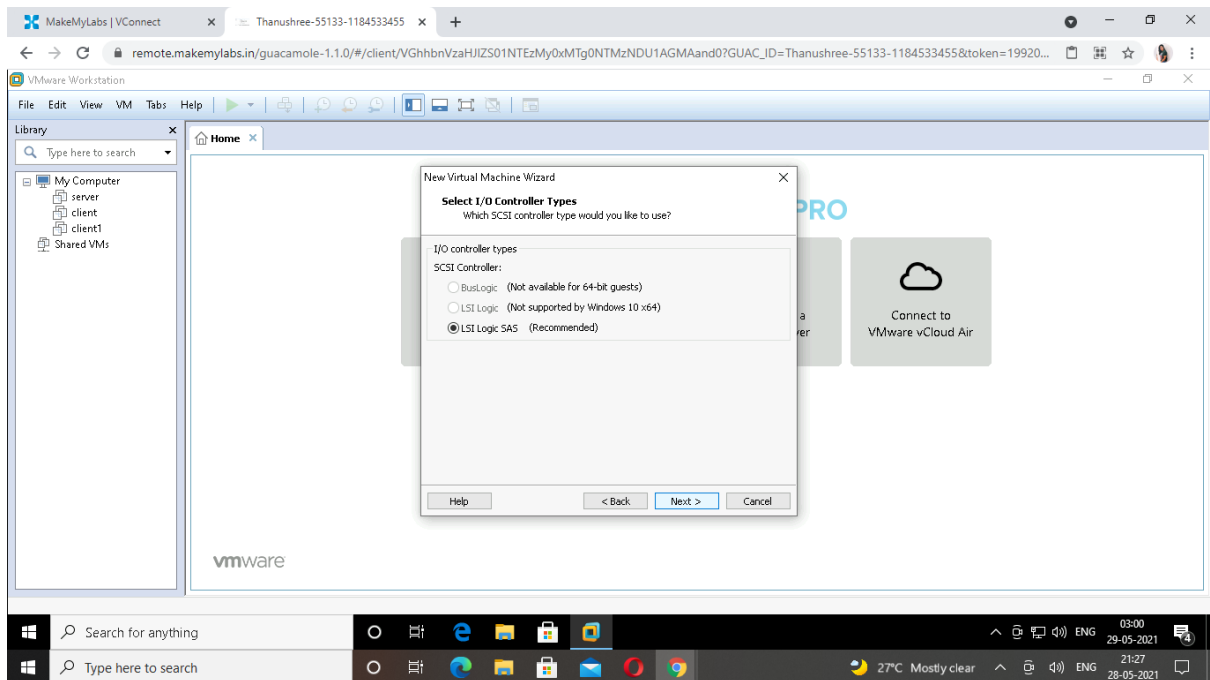 MakeMyLabs | VConnect
Thanushree-55133-1184533455
remote.makemylabs.in/guacamole-1.1.0/#/client/VGhhbnVzaHJlZS01NTEzMy0xMTg0NTMzNDU1AGMAand0?GUAC_ID=Thanushree-55133-1184533455&token=19920...
VMware Workstation
File Edit View VM Tabs Help
Library
Home
Type here to search
My Computer
server
client
client1
Shared VMs
New Virtual Machine Wizard
Select I/O Controller Types
Which SCSI controller type would you like to use?
PRO
I/O controller types
SCSI Controller:
BusLogic (Not available for 64-bit guests)
LSI Logic (Not supported by Windows 10 x64)
LSI Logic SAS (Recommended)
a
ver
Connect to
VMware vCloud Air
Help < Back Next > Cancel
vmware
Search for anything
ENG
03:00
29-05-2021
4
Type here to search
27°C Mostly clear
ENG
21:27
28-05-2021